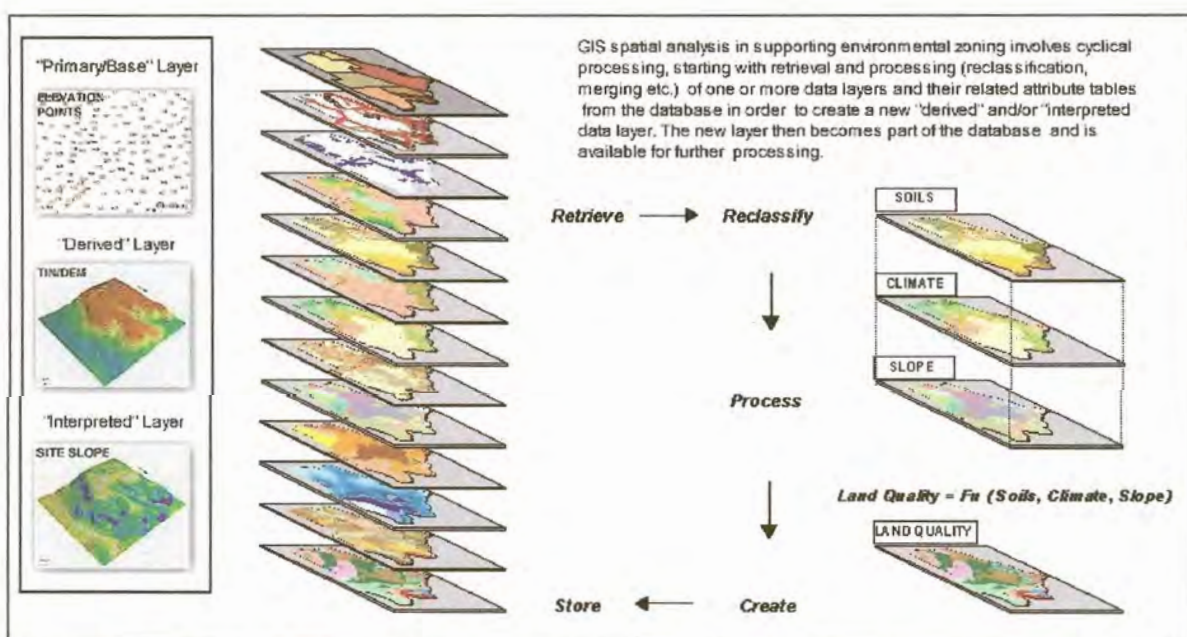 "Primary/Base" Layer
ELEVATION
POINTS
"Derived" Layer
TIN/DEM
"Interpreted" Layer
SITE SLOPE
GIS spatial analysis in supporting environmental zoning involves cyclical
processing, starting with retrieval and processing (reclassification,
merging etc.) of one or more data layers and their related attribute tables
from the database in order to create a new "derived" and/or "interpreted
data layer. The new layer then becomes part of the database and is
available for further processing.
Retrieve
Reclassify
Process
Store
Create
SOILS
CLIMATE
SLOPE
Land Quality = Fu (Soils, Climate, Slope)
LAND QUALITY